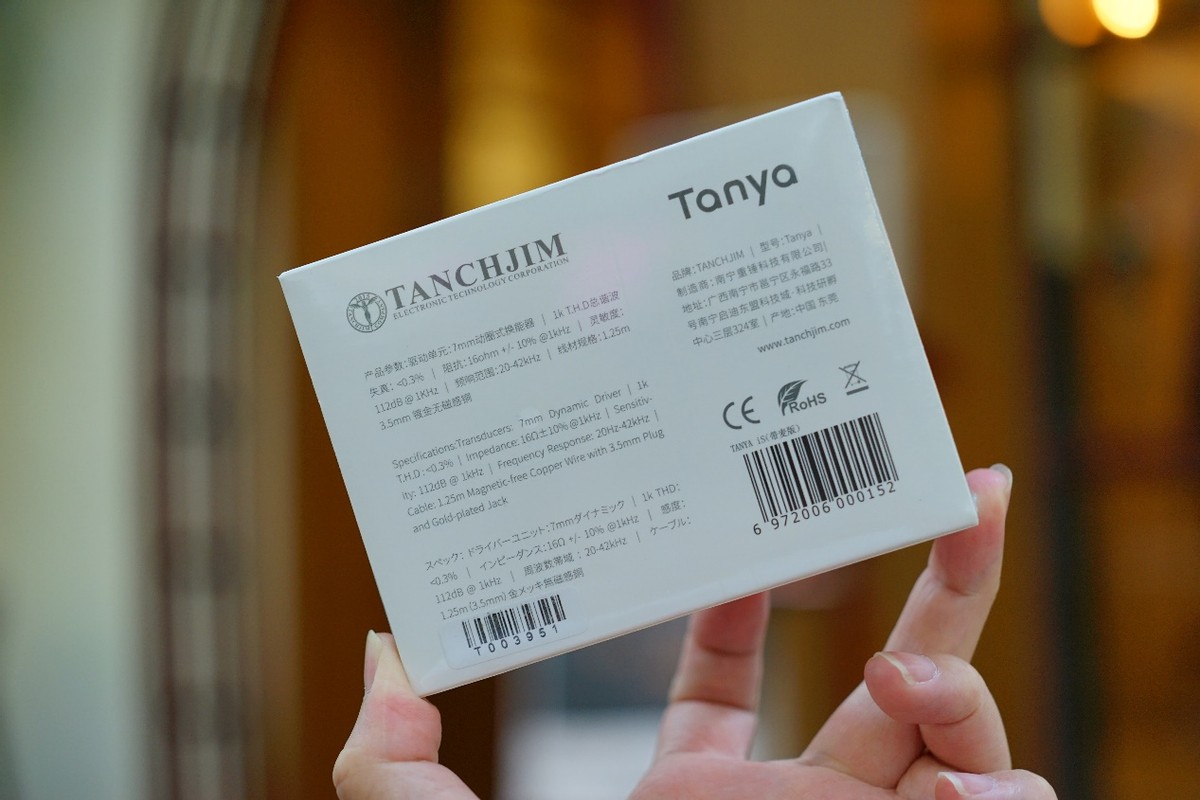 TANCHJIM
ELECTRONIC TECHNOLOGY CORPORATION
产品参数:驱动单元:7mm动圈式换能器 | 1k T.H.D总谐波
失真: <0.3% | 阻抗:16ohm +/- 10% @1kHz | 灵敏度:
112dB @ 1KHz | 频响范围:20-42kHz | 线材规格:1.25m
3.5mm 镀金无磁感铜
Specifications:Transducers: 7mm Dynamic Driver | 1k
T.H.D :<0.3% | Impedance: 16Ω±10% @1kHz | Sensitiv-
ity: 112dB @ 1kHz | Frequency Response: 20Hz-42kHz |
Cable: 1.25m Magnetic-free Copper Wire with 3.5mm Plug
and Gold-plated Jack
スペック: ドライバーユニット:7mmダイナミック | 1k THD:
<0.3% | インピーダンス:16Ω +/- 10% @1kHz | 感度:
112dB @ 1kHz | 周波数帯域 : 20-42kHz | ケーブル:
1.25m (3.5mm) 金メッキ無磁感銅
T003951
Tanya
品牌: TANCHJIM | 型号:Tanya |
制造商: 南宁重锤科技有限公司|
地址:广西南宁市邕宁区永福路33
号南宁启迪东盟科技城·科技研孵
中心三层324室 | 产地:中国 东莞
www.tanchjim.com
CE RoHS
TANYA 1S(带麦版)
6 972006 000152